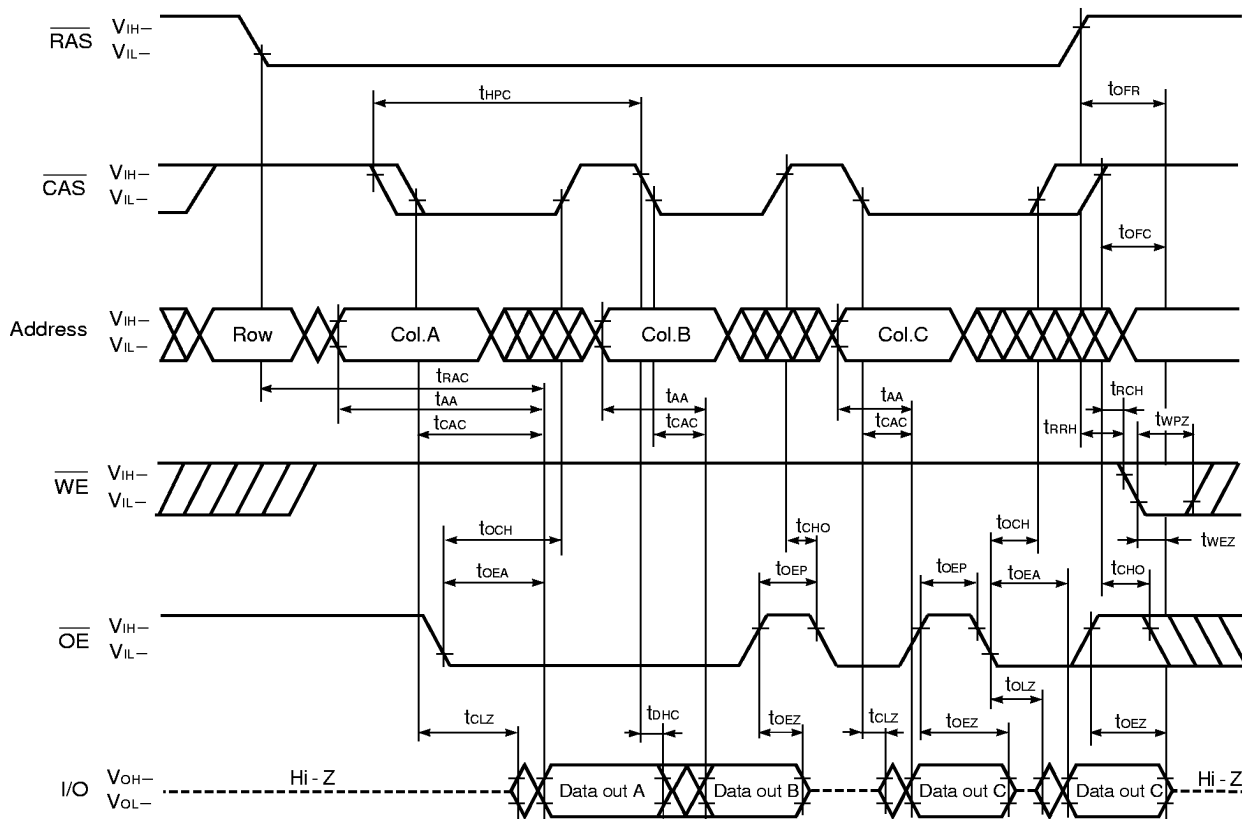 RAS VIH–
VIL–
tHPC
tOFR
CAS VIH–
VIL–
tOFC
Address VIH–
VIL–
Row Col.A Col.B Col.C
tRAC
tAA tAA tAA
tCAC tCAC tCAC
tRCH
tRRH tWPZ
WE VIH–
VIL–
tOCH tCHO tOCH tWEZ
tOEA tOEP tOEP tOEA tCHO
OE VIH–
VIL–
tCLZ tDHC tOEZ tCLZ tOEZ tOLZ tOEZ
I/O VOH–
VOL–
Hi - Z Data out A Data out B Data out C Data out C Hi - Z